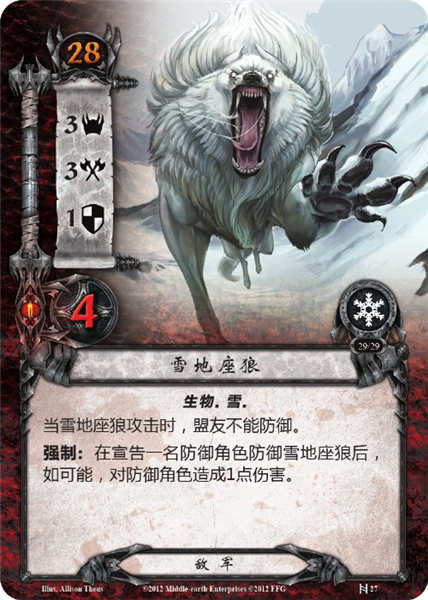 28
3
3
1
4
29/29
雪地座狼
生物. 雪.
当雪地座狼攻击时，盟友不能防御。
强制：在宣告一名防御角色防御雪地座狼后，
如可能，对防御角色造成1点伤害。
敌军
Illus. Allison Theus ©2012 Middle-earth Enterprises ©2012 FFG 27